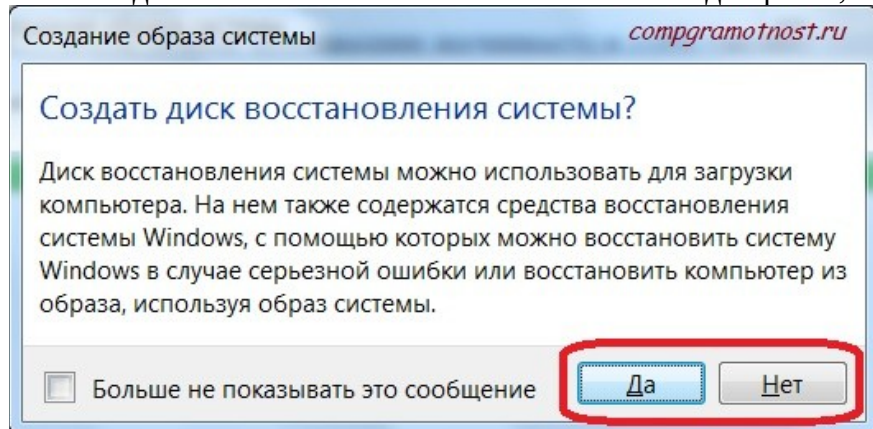 Создание образа системы compgramotnost.ru
Создать диск восстановления системы?
Диск восстановления системы можно использовать для загрузки
компьютера. На нем также содержатся средства восстановления
системы Windows, с помощью которых можно восстановить систему
Windows в случае серьезной ошибки или восстановить компьютер из
образа, используя образ системы.
Больше не показывать это сообщение Да Нет